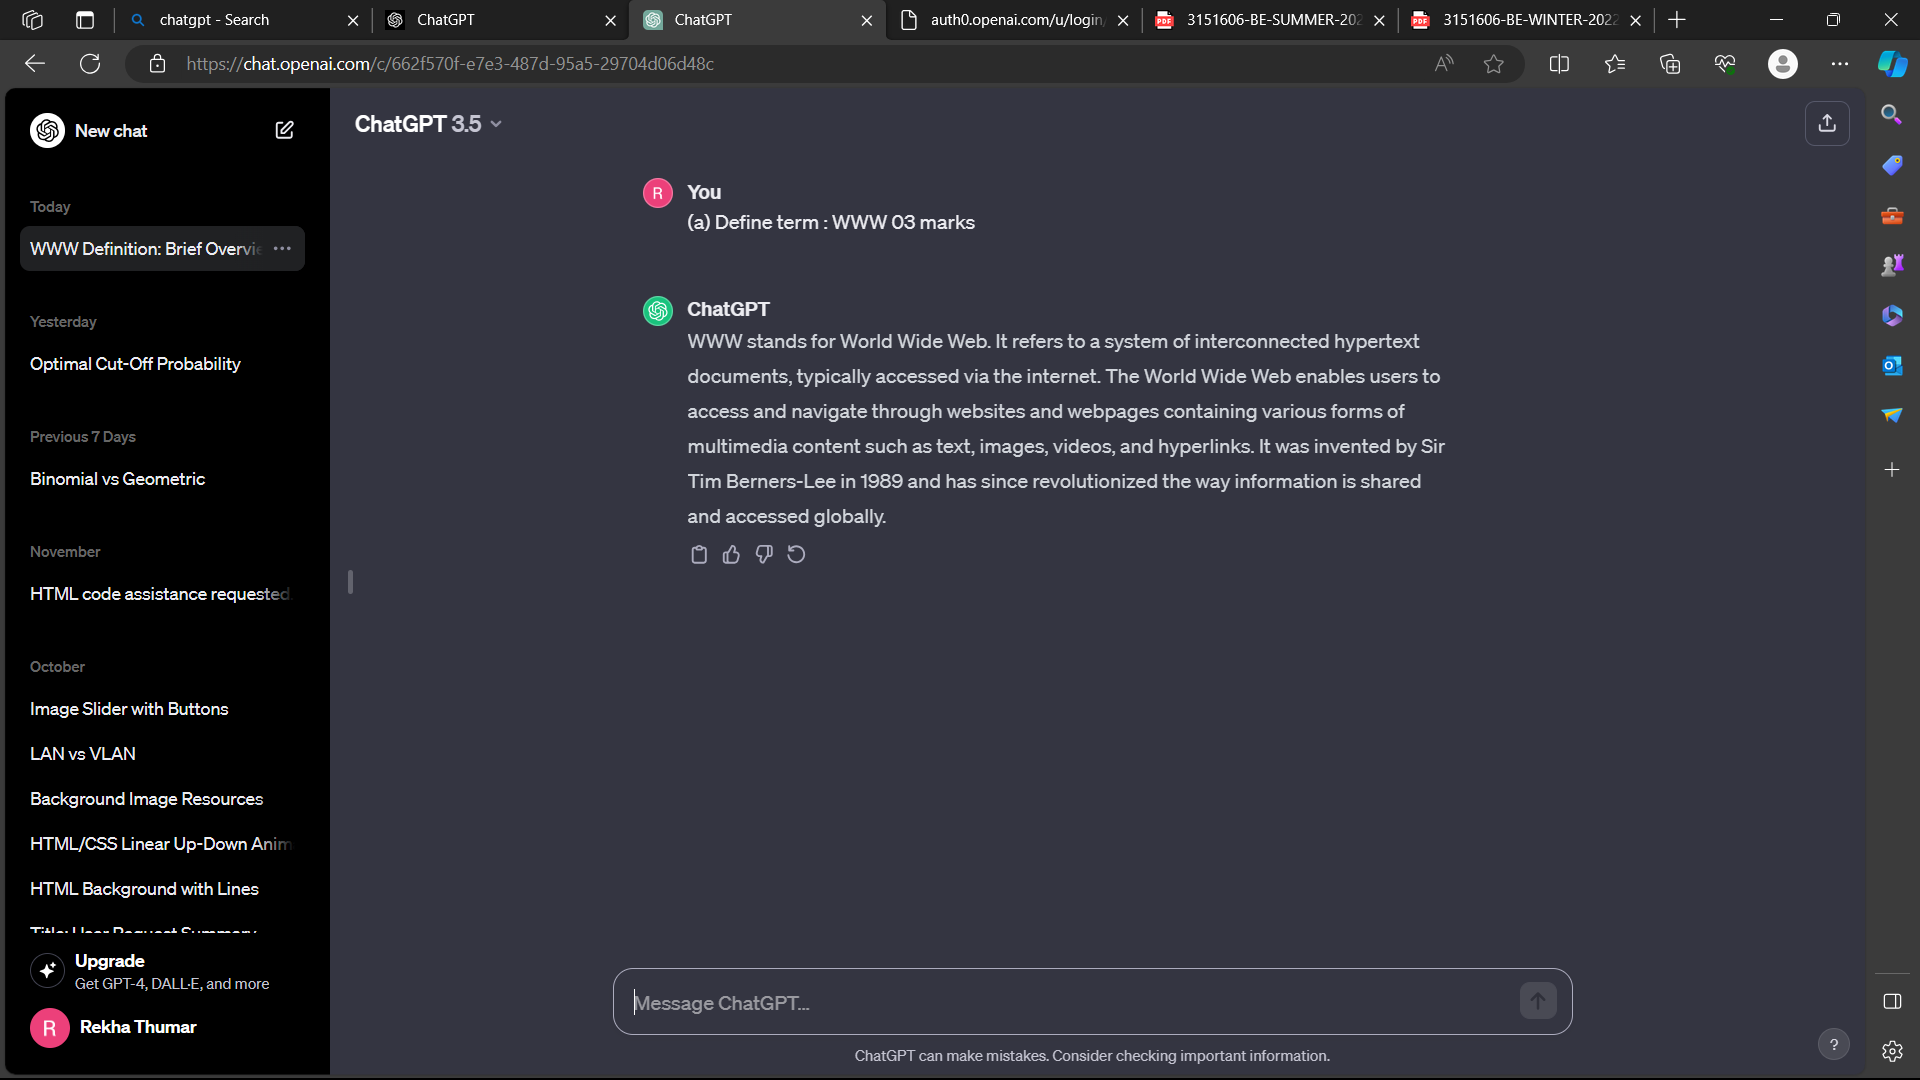 chatgpt - Search
ChatGPT
ChatGPT
auth0.openai.com/u/login
3151606-BE-SUMMER-202
3151606-BE-WINTER-2022
https://chat.openai.com/c/662f570f-e7e3-487d-95a5-29704d06d48c
New chat
ChatGPT 3.5
Today
WWW Definition: Brief Overvie
Yesterday
Optimal Cut-Off Probability
Previous 7 Days
Binomial vs Geometric
November
HTML code assistance requested
October
Image Slider with Buttons
LAN vs VLAN
Background Image Resources
HTML/CSS Linear Up-Down Anim
HTML Background with Lines
Title: User Request Summary
Upgrade
Get GPT-4, DALL·E, and more
R
Rekha Thumar
R
You
(a) Define term : WWW 03 marks
ChatGPT
WWW stands for World Wide Web. It refers to a system of interconnected hypertext
documents, typically accessed via the internet. The World Wide Web enables users to
access and navigate through websites and webpages containing various forms of
multimedia content such as text, images, videos, and hyperlinks. It was invented by Sir
Tim Berners-Lee in 1989 and has since revolutionized the way information is shared
and accessed globally.
Message ChatGPT...
ChatGPT can make mistakes. Consider checking important information.
?